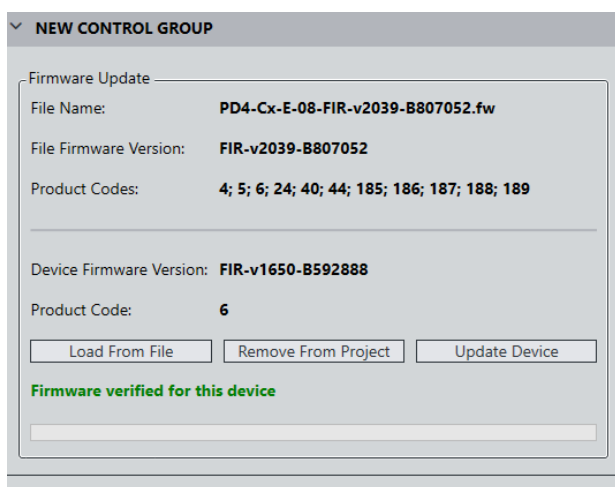 NEW CONTROL GROUP
Firmware Update
File Name: PD4-Cx-E-08-FIR-v2039-B807052.fw
File Firmware Version: FIR-v2039-B807052
Product Codes: 4; 5; 6; 24; 40; 44; 185; 186; 187; 188; 189
Device Firmware Version: FIR-v1650-B592888
Product Code: 6
Load From File Remove From Project Update Device
Firmware verified for this device